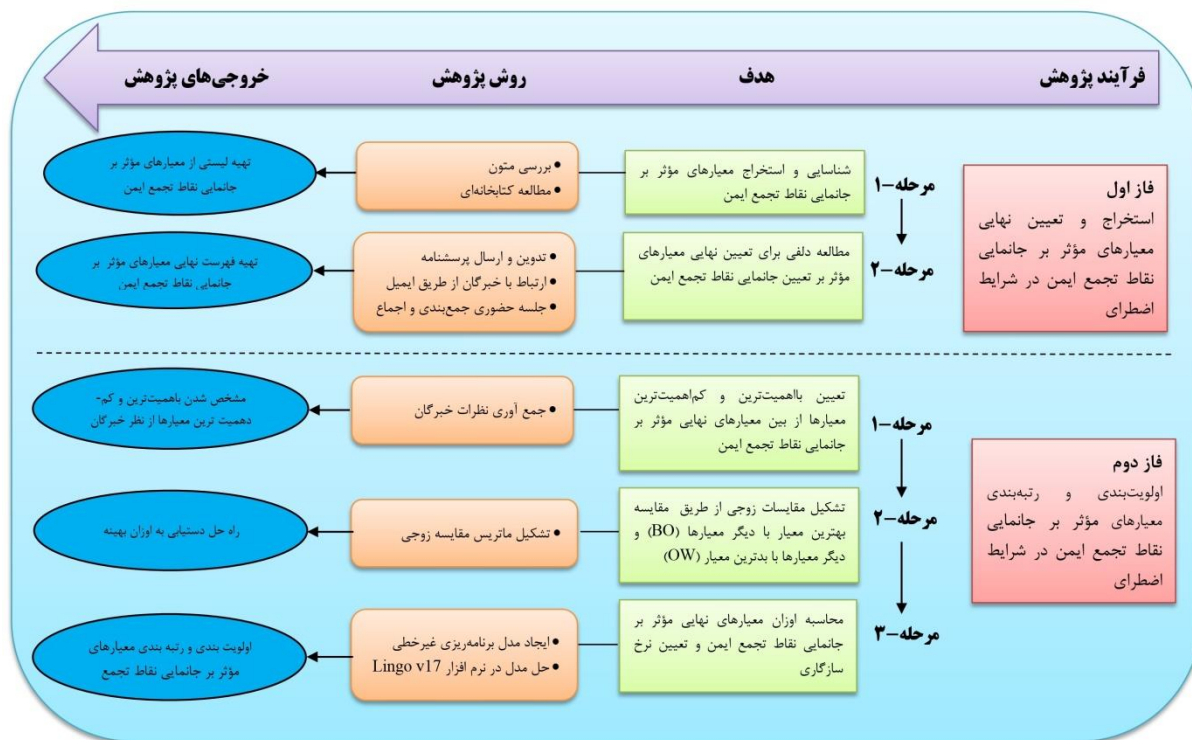 فرآیند پژوهش
هدف
روش پژوهش
خروجی‌های پژوهش
فاز اول
استخراج و تعیین نهایی
معیارهای مؤثر بر جانمایی
نقاط تجمع ایمن در شرایط
اضطرای
مرحله-۱
شناسایی و استخراج معیارهای مؤثر بر
جانمایی نقاط تجمع ایمن
• بررسی متون
• مطالعه کتابخانه‌ای
تهیه لیستی از معیارهای مؤثر بر
جانمایی نقاط تجمع ایمن
مرحله-۲
مطالعه دلفی برای تعیین نهایی معیارهای
مؤثر بر تعیین جانمایی نقاط تجمع ایمن
• تدوین و ارسال پرسشنامه
• ارتباط با خبرگان از طریق ایمیل
• جلسه حضوری جمع‌بندی و اجماع
تهیه فهرست نهایی معیارهای مؤثر بر
جانمایی نقاط تجمع ایمن
فاز دوم
اولویت‌بندی و رتبه‌بندی
معیارهای مؤثر بر جانمایی
نقاط تجمع ایمن در شرایط
اضطرای
مرحله-۱
تعیین بااهمیت‌ترین و کم‌اهمیت‌ترین
معیارها از بین معیارهای نهایی مؤثر بر
جانمایی نقاط تجمع ایمن
• جمع آوری نظرات خبرگان
مشخص شدن بااهمیت‌ترین و کم-
دهمیت ترین معیارها از نظر خبرگان
مرحله-۲
تشکیل مقایسات زوجی از طریق مقایسه
بهترین معیار با دیگر معیارها (BO) و
دیگر معیارها با بدترین معیار (OW)
• تشکیل ماتریس مقایسه زوجی
راه حل دستیابی به اوزان بهینه
مرحله-۳
محاسبه اوزان معیارهای نهایی مؤثر بر
جانمایی نقاط تجمع ایمن و تعیین نرخ
سازگاری
• ایجاد مدل برنامه‌ریزی غیرخطی
• حل مدل در نرم افزار Lingo v17
اولویت بندی و رتبه بندی معیارهای
مؤثر بر جانمایی نقاط تجمع